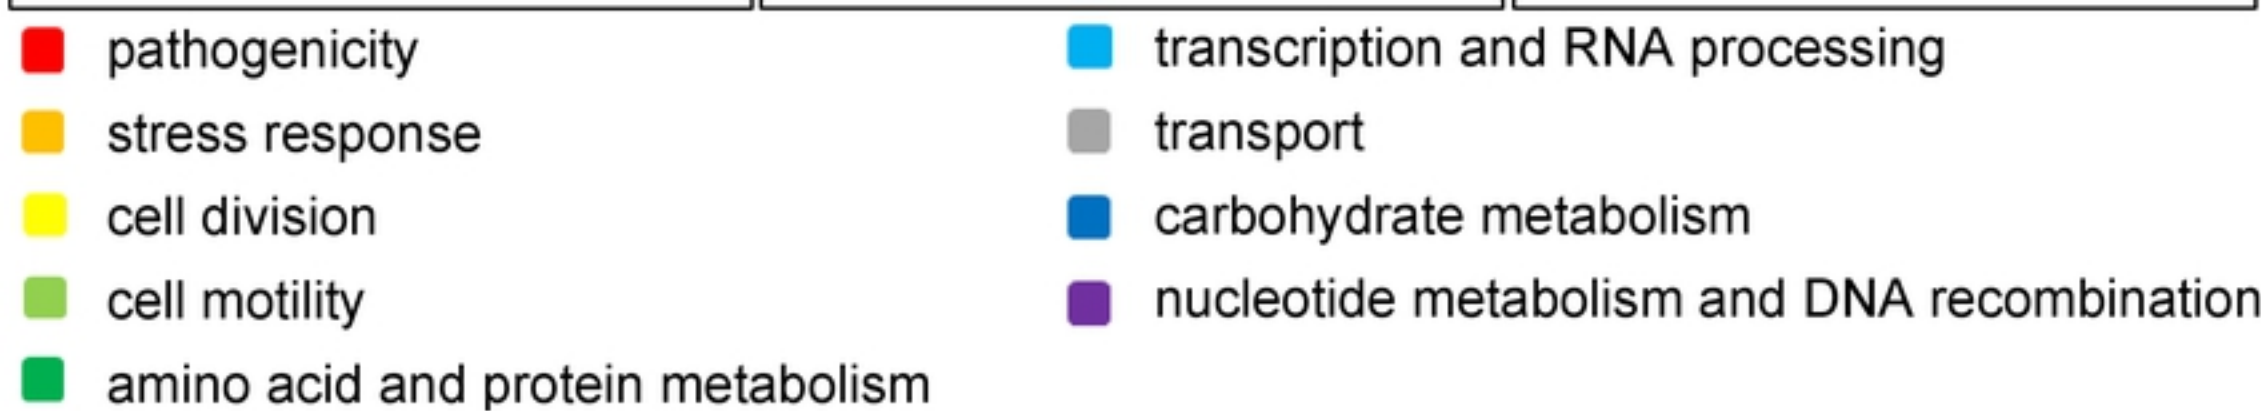 pathogenicity
stress response
cell division
cell motility
amino acid and protein metabolism
transcription and RNA processing
transport
carbohydrate metabolism
nucleotide metabolism and DNA recombination